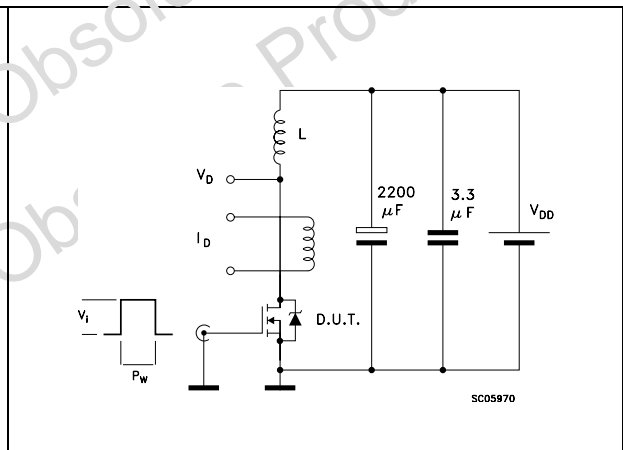 L
V_D
2200
μF
3.3
μF
V_DD
I_D
V_i
D.U.T.
P_W
SC05970